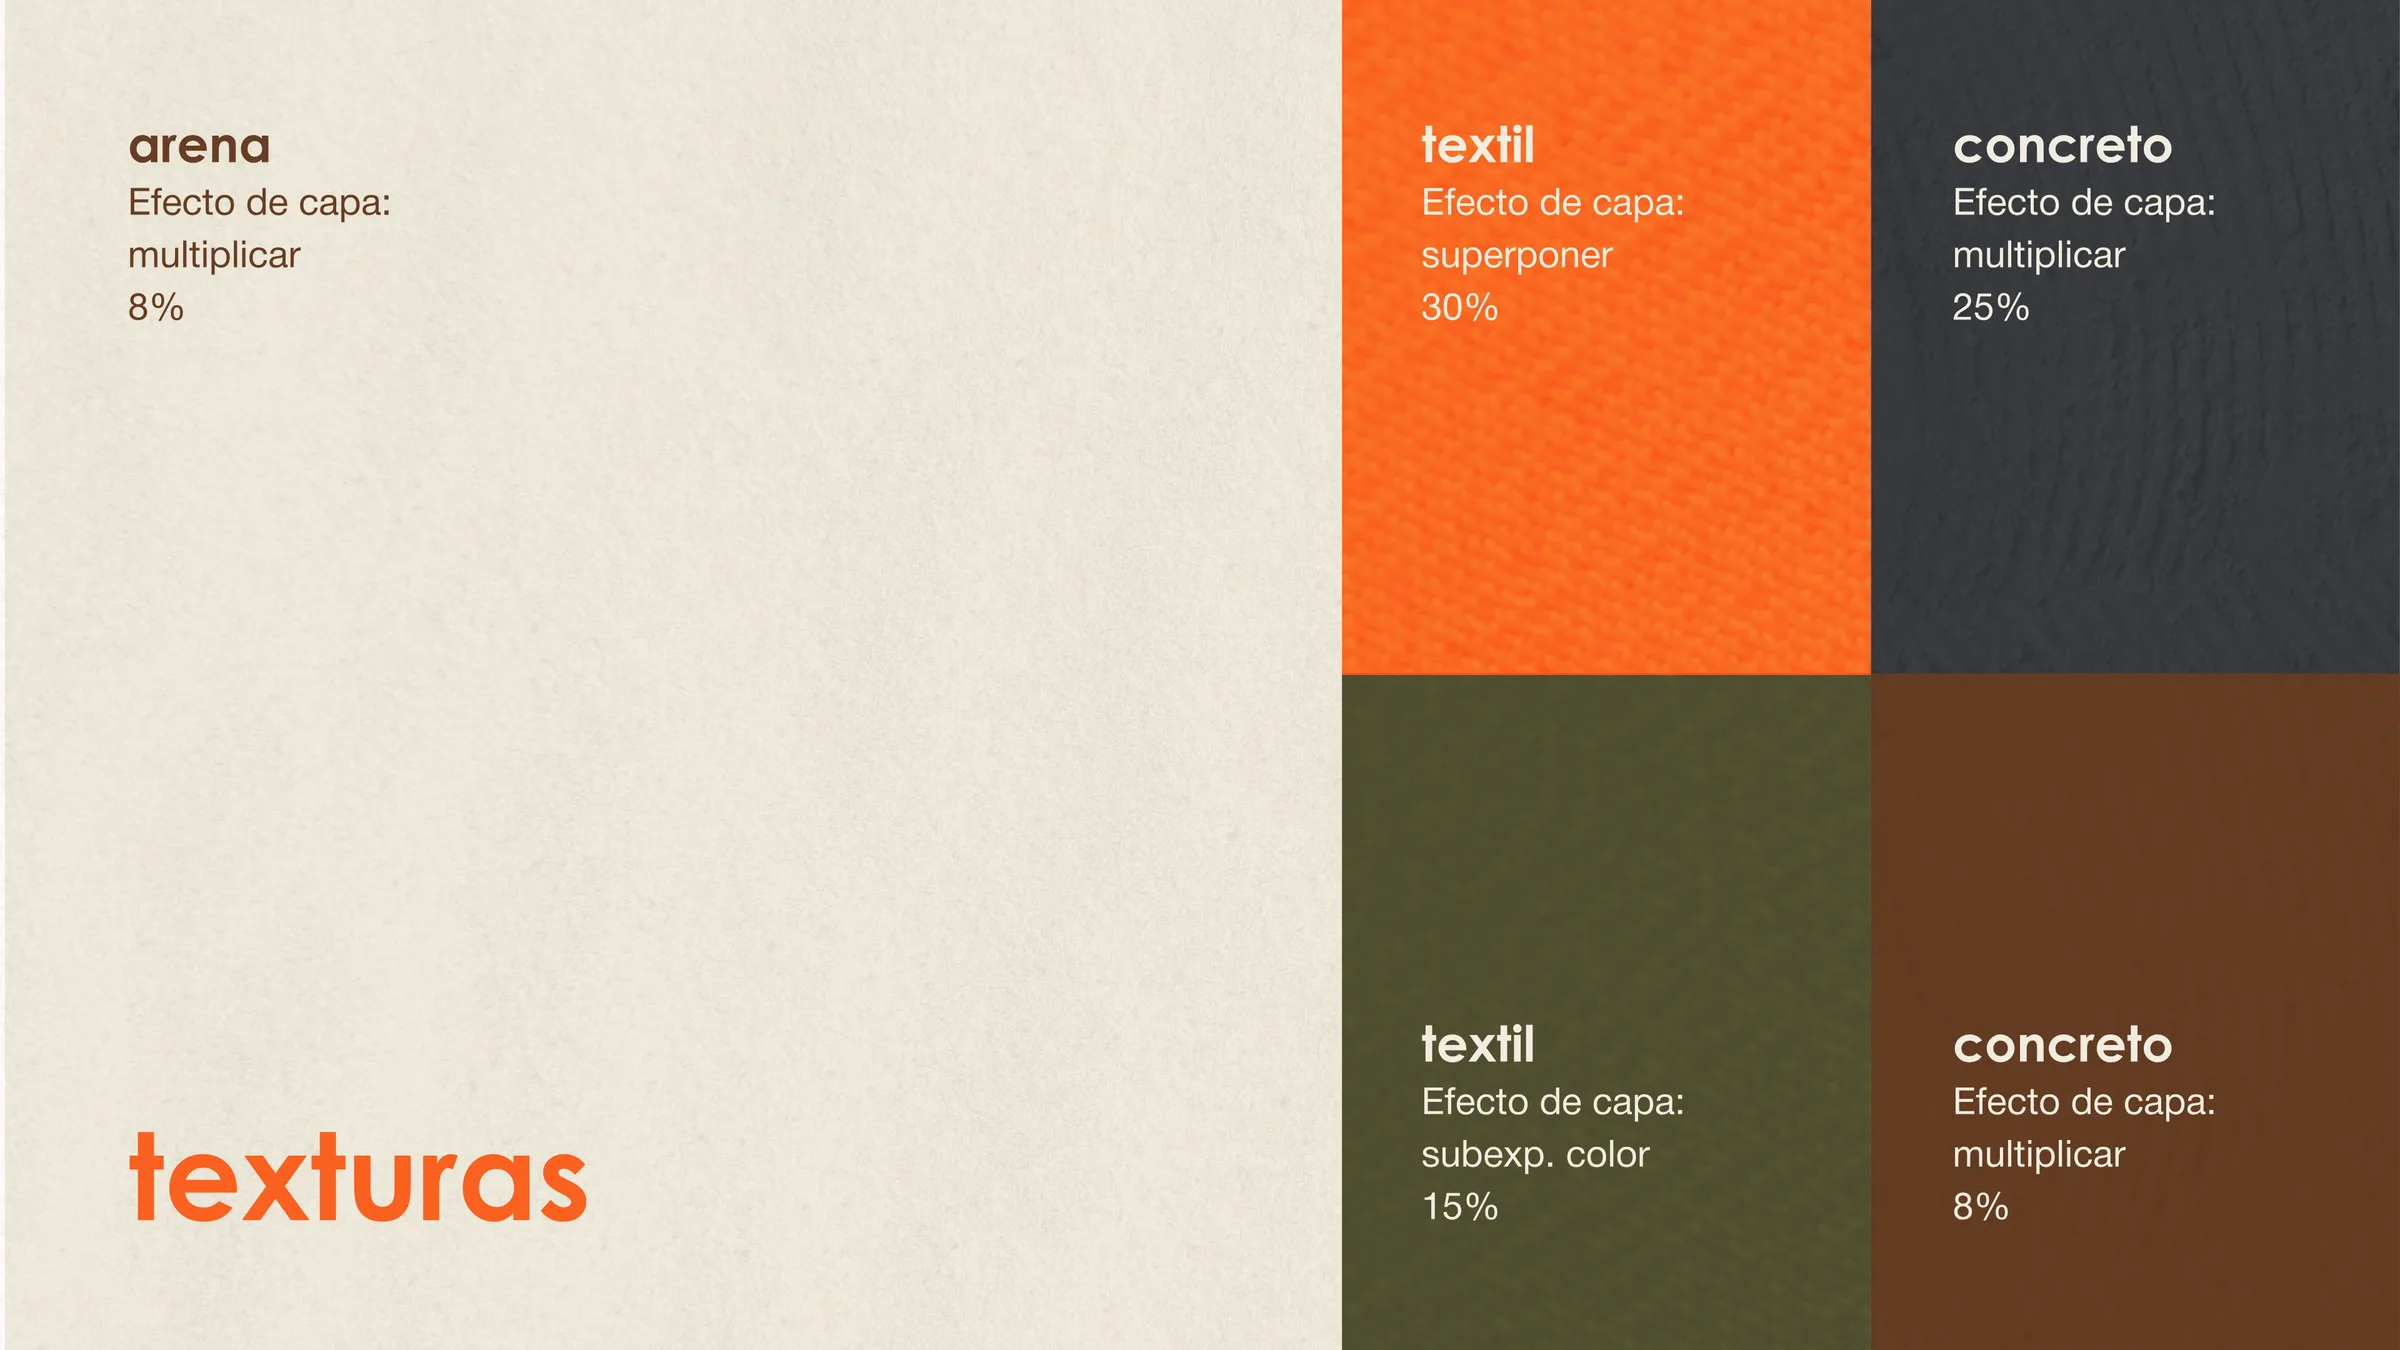 arena
Efecto de capa:
multiplicar
8%
texturas
textil
Efecto de capa:
superponer
30%
concreto
Efecto de capa:
multiplicar
25%
textil
Efecto de capa:
subexp. color
15%
concreto
Efecto de capa:
multiplicar
8%